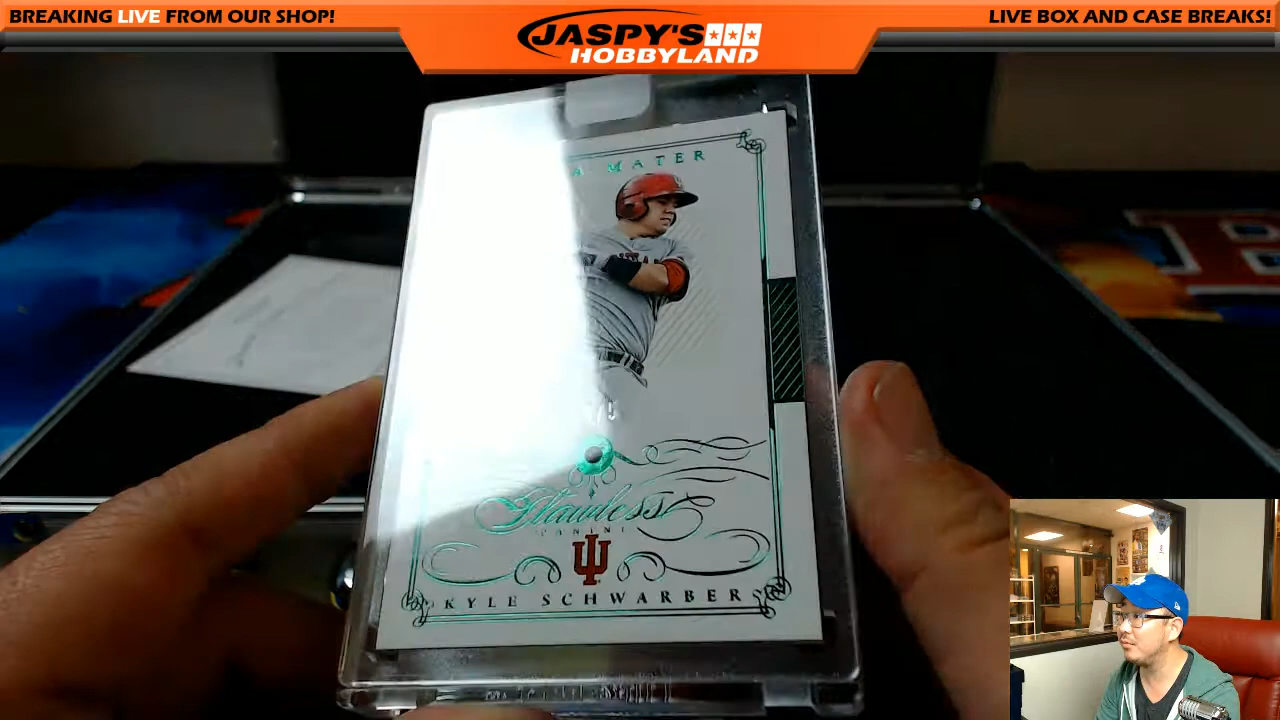 BREAKING LIVE FROM OUR SHOP!
JASPY'S
HOBBYLAND
LIVE BOX AND CASE BREAKS!
MATER
Flawless
PANINI
KYLE SCHWARBER